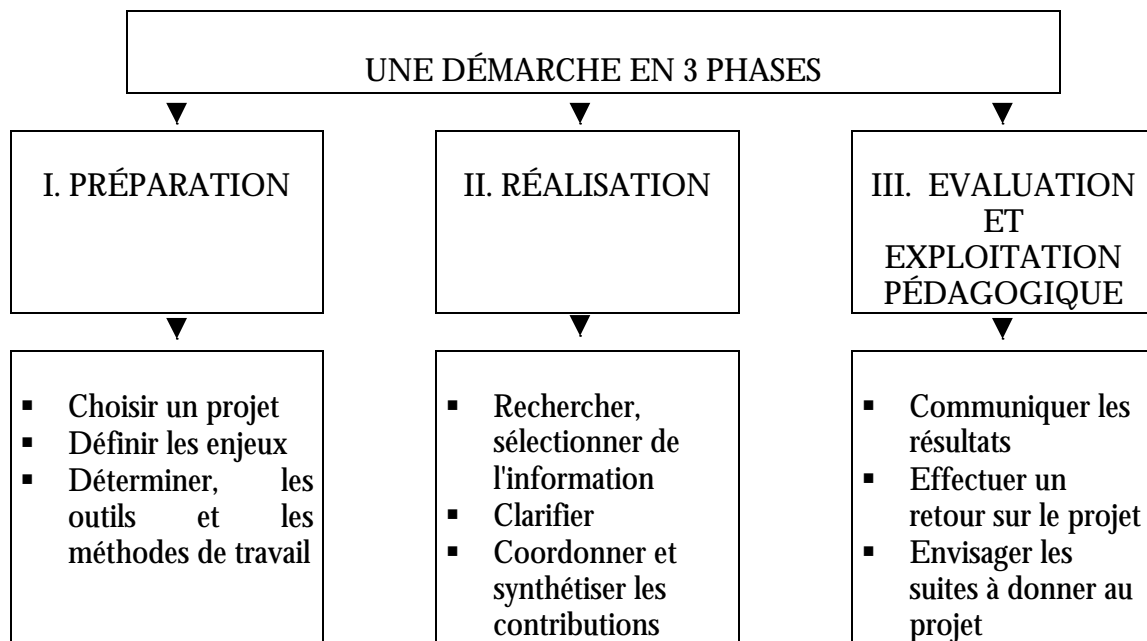 UNE DÉMARCHE EN 3 PHASES
I. PRÉPARATION
II. RÉALISATION
III. EVALUATION
ET
EXPLOITATION
PÉDAGOGIQUE
▪ Choisir un projet
▪ Définir les enjeux
▪ Déterminer, les
outils et les
méthodes de travail
▪ Rechercher,
sélectionner de
l'information
▪ Clarifier
▪ Coordonner et
synthétiser les
contributions
▪ Communiquer les
résultats
▪ Effectuer un
retour sur le projet
▪ Envisager les
suites à donner au
projet